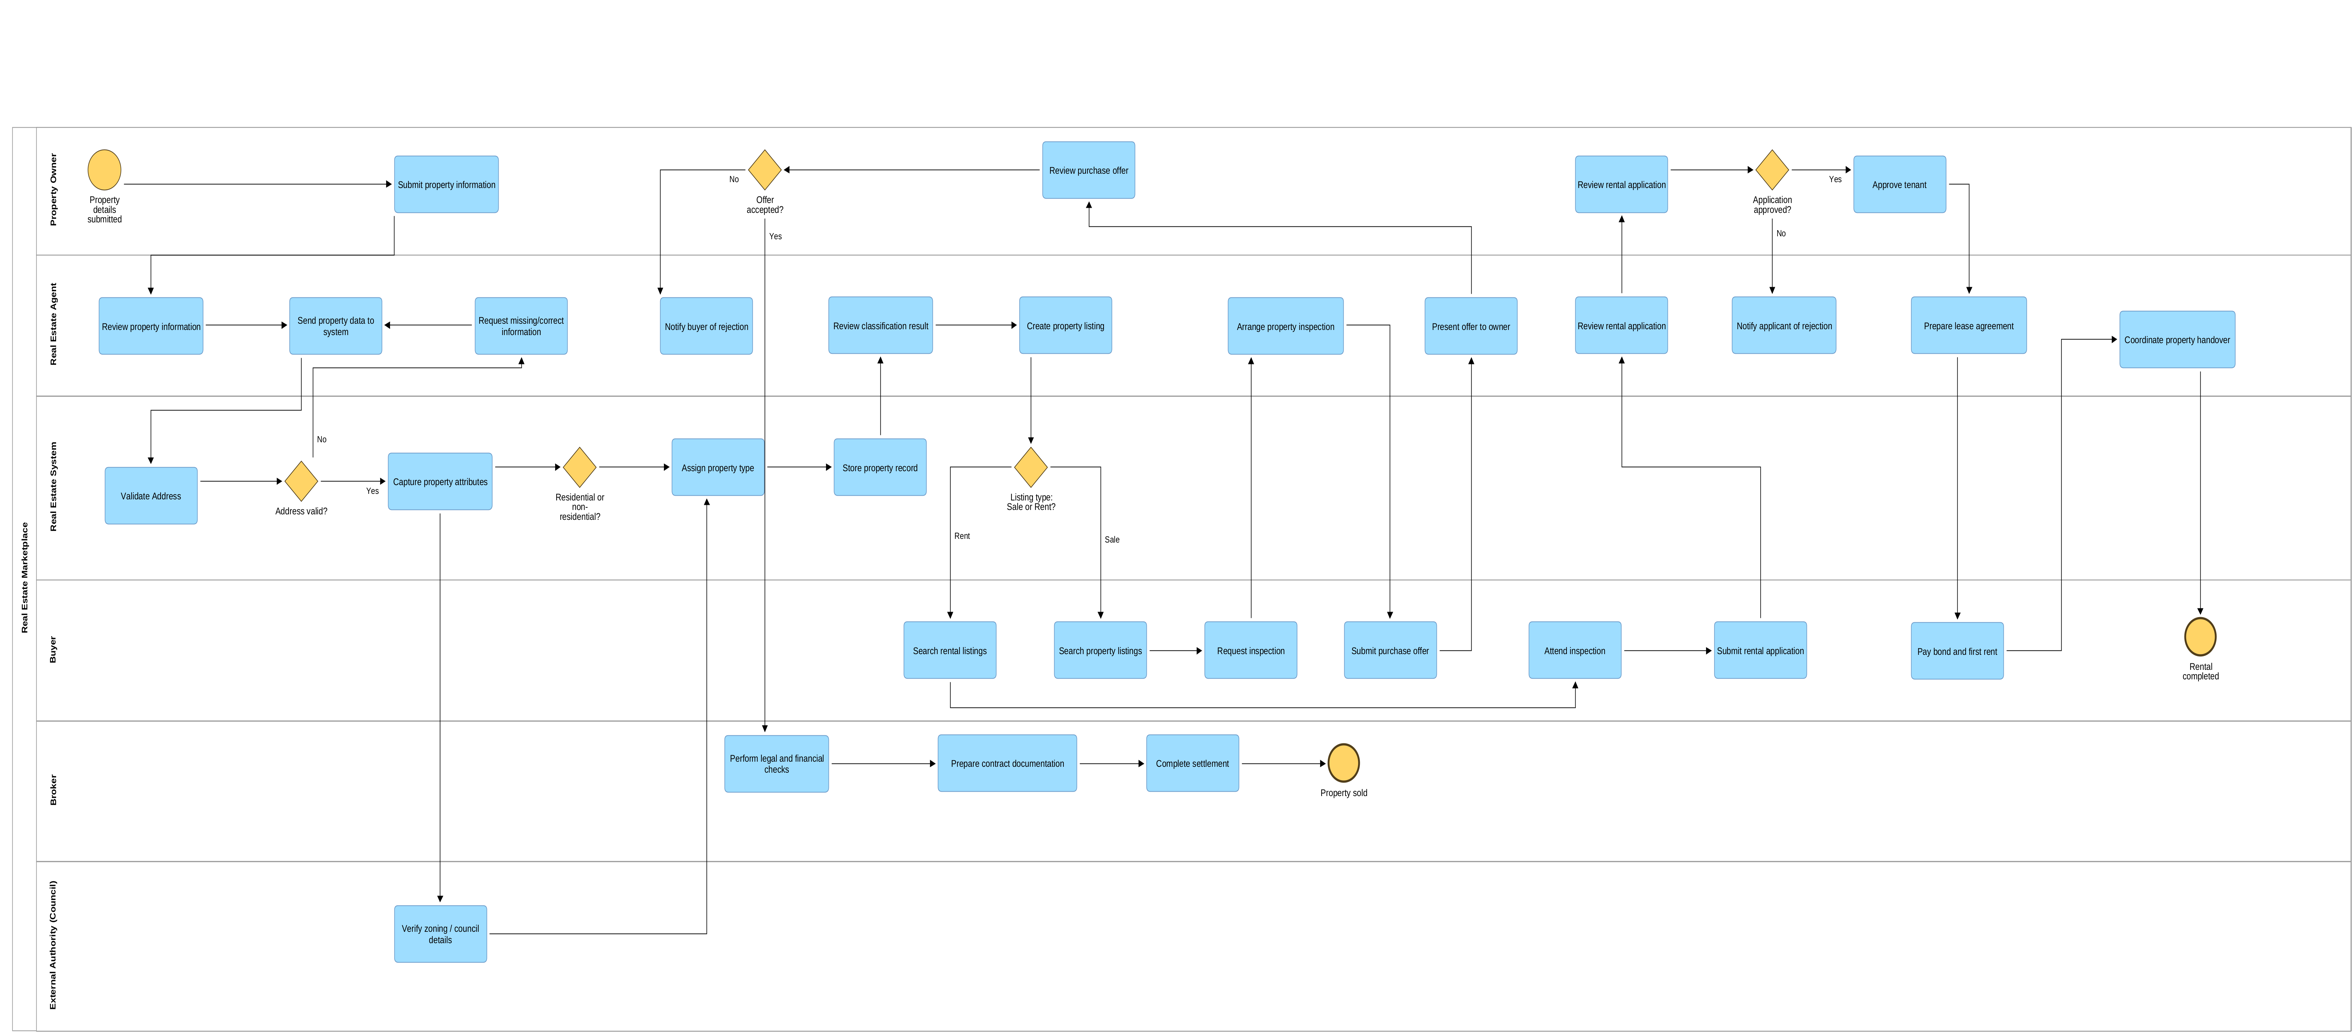 Real Estate Marketplace
Property Owner
Property
details
submitted
Submit property information
No
Offer
accepted?
Yes
Review purchase offer
Review rental application
Application
approved?
Yes
No
Approve tenant
Real Estate Agent
Review property information
Send property data to
system
Request missing/correct
information
Notify buyer of rejection
Review classification result
Create property listing
Arrange property inspection
Present offer to owner
Review rental application
Notify applicant of rejection
Prepare lease agreement
Coordinate property handover
Real Estate System
Validate Address
No
Address valid?
Yes
Capture property attributes
Residential or
non-
residential?
Assign property type
Store property record
Listing type:
Sale or Rent?
Rent
Sale
Buyer
Search rental listings
Search property listings
Request inspection
Submit purchase offer
Attend inspection
Submit rental application
Pay bond and first rent
Rental
completed
Broker
Perform legal and financial
checks
Prepare contract documentation
Complete settlement
Property sold
External Authority (Council)
Verify zoning / council
details